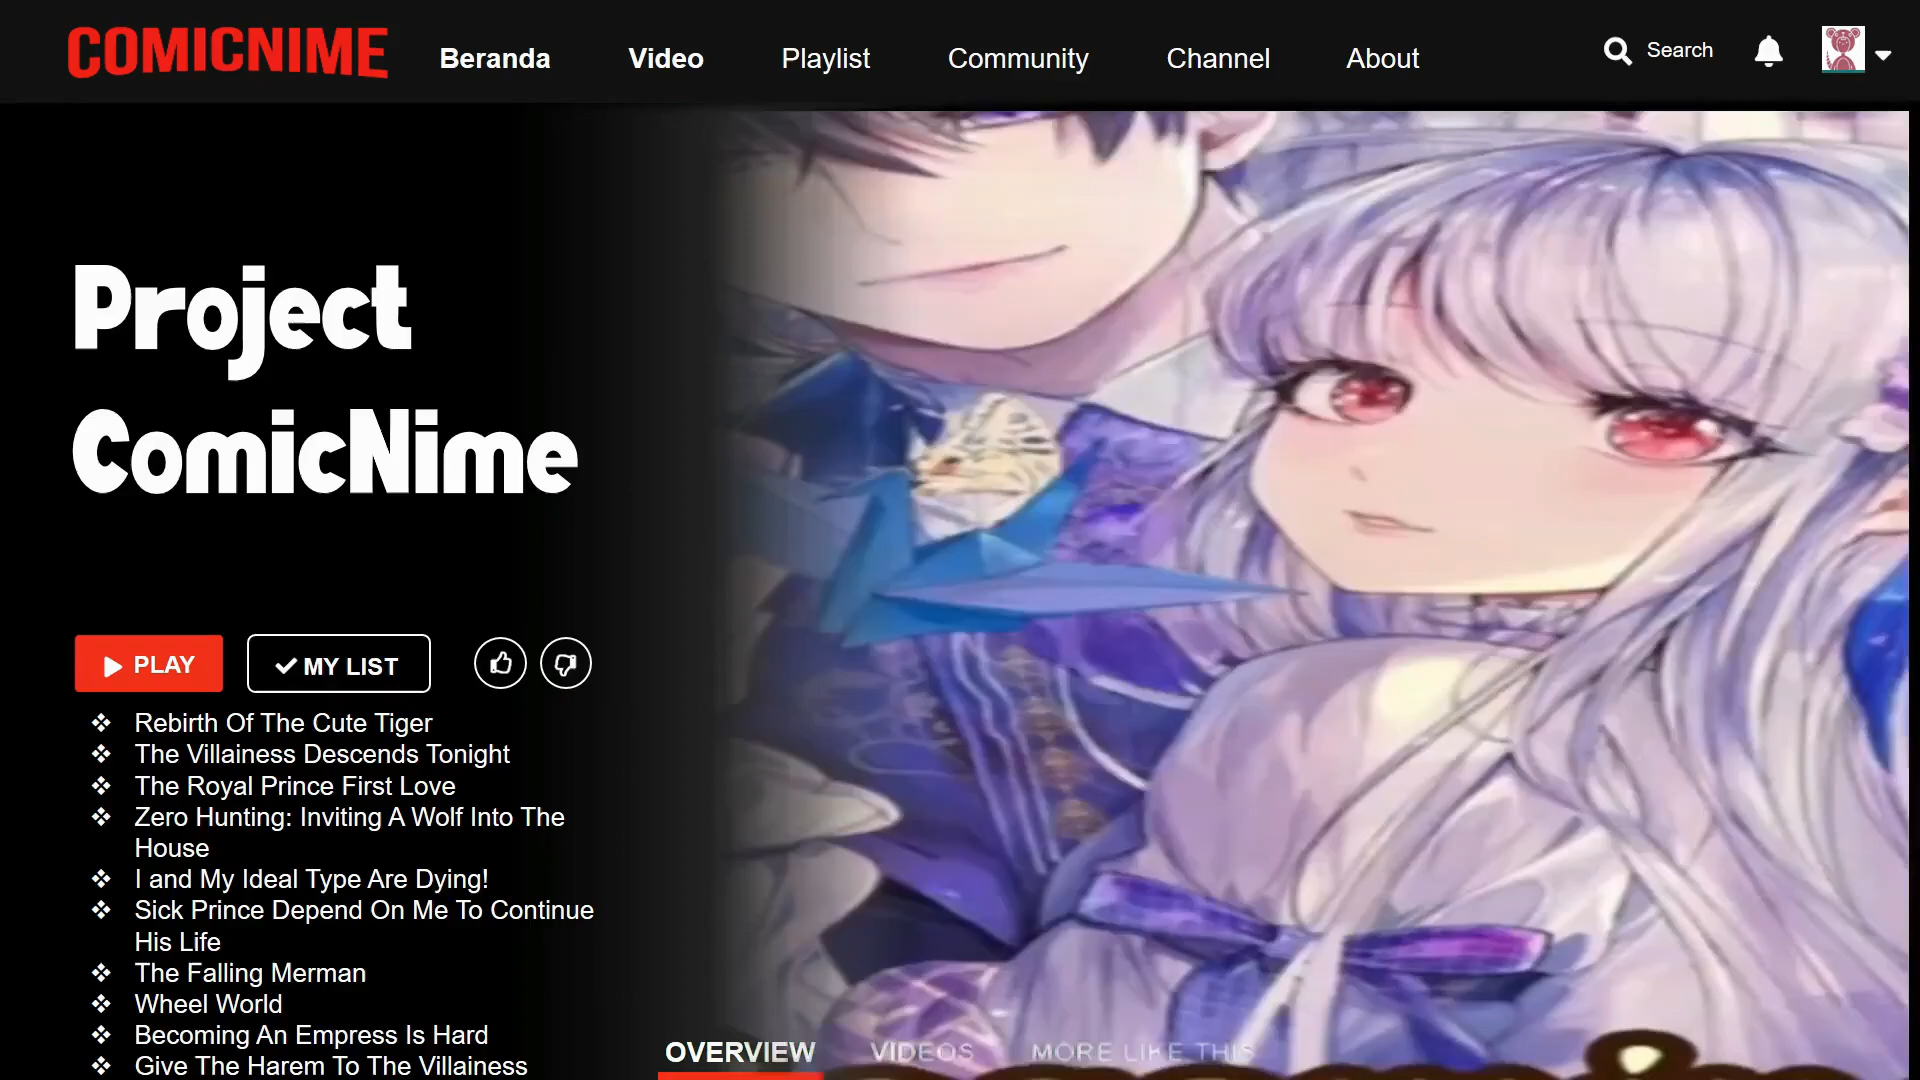 COMICNIME
Beranda Video Playlist Community Channel About Search
Project
ComicNime
PLAY MY LIST
Rebirth Of The Cute Tiger
The Villainess Descends Tonight
The Royal Prince First Love
Zero Hunting: Inviting A Wolf Into The
House
I and My Ideal Type Are Dying!
Sick Prince Depend On Me To Continue
His Life
The Falling Merman
Wheel World
Becoming An Empress Is Hard
Give The Harem To The Villainess
OVERVIEW VIDEOS MORE LIKE THIS